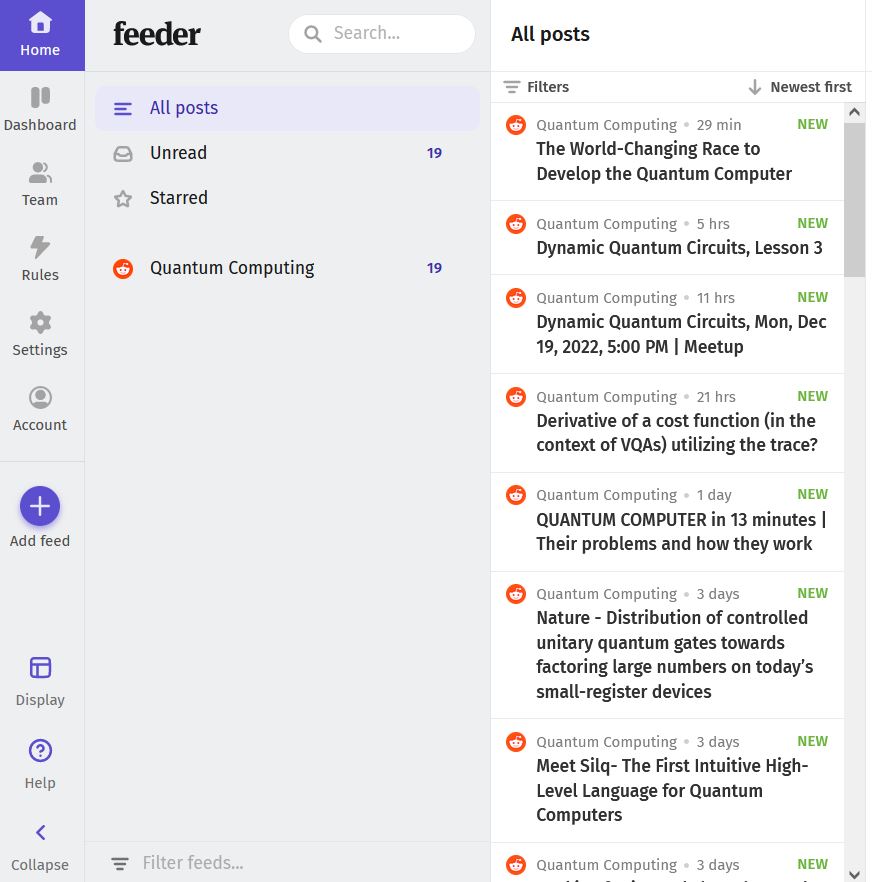 Home
Dashboard
Team
Rules
Settings
Account
Add feed
Display
Help
Collapse
feeder
Search...
All posts
Unread 19
Starred
Quantum Computing 19
Filter feeds...
All posts
Filters Newest first
Quantum Computing • 29 min NEW
The World-Changing Race to
Develop the Quantum Computer
Quantum Computing • 5 hrs NEW
Dynamic Quantum Circuits, Lesson 3
Quantum Computing • 11 hrs NEW
Dynamic Quantum Circuits, Mon, Dec
19, 2022, 5:00 PM | Meetup
Quantum Computing • 21 hrs NEW
Derivative of a cost function (in the
context of VQAs) utilizing the trace?
Quantum Computing • 1 day NEW
QUANTUM COMPUTER in 13 minutes |
Their problems and how they work
Quantum Computing • 3 days NEW
Nature - Distribution of controlled
unitary quantum gates towards
factoring large numbers on today’s
small-register devices
Quantum Computing • 3 days NEW
Meet Silq- The First Intuitive High-
Level Language for Quantum
Computers
Quantum Computing • 3 days NEW